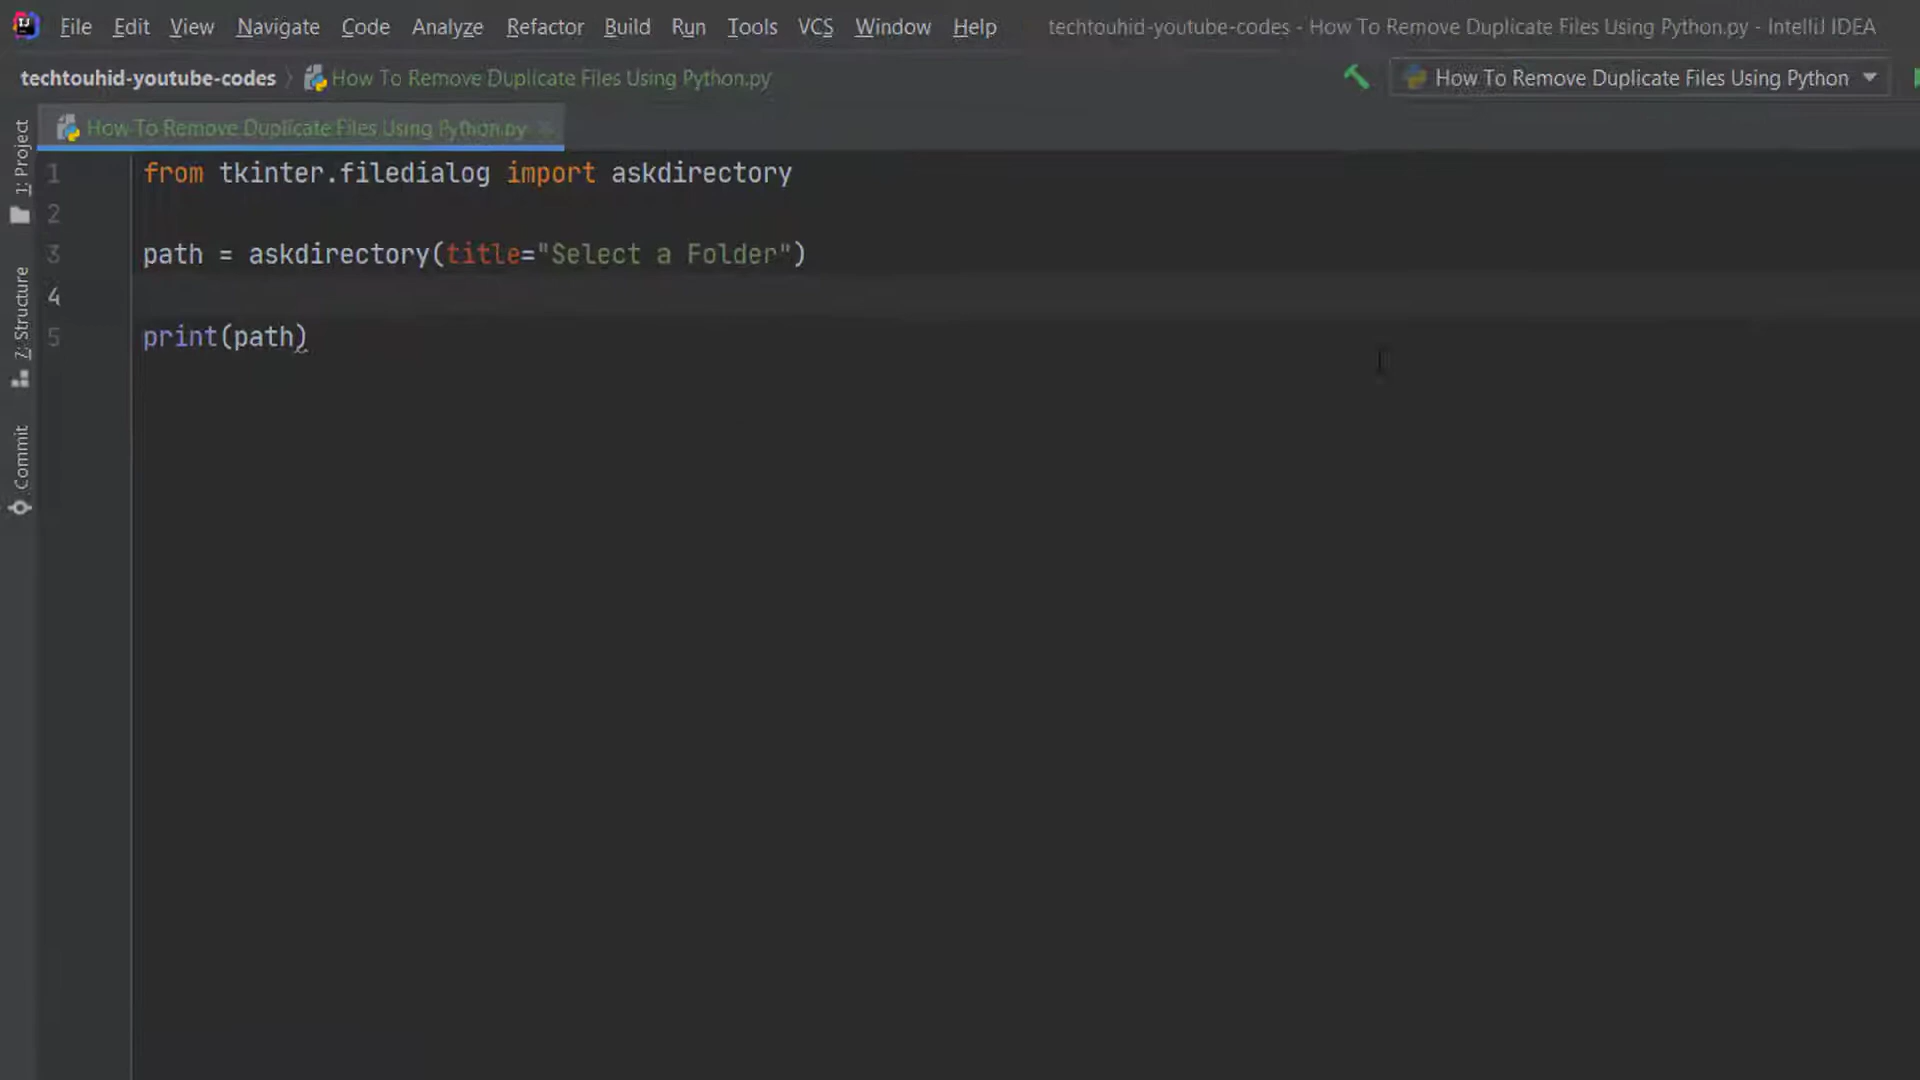 File Edit View Navigate Code Analyze Refactor Build Run Tools VCS Window Help techtouhid-youtube-codes - How To Remove Duplicate Files Using Python.py - IntelliJ IDEA
techtouhid-youtube-codes How To Remove Duplicate Files Using Python.py How To Remove Duplicate Files Using Python
How To Remove Duplicate Files Using Python.py
1: Project
7: Structure
Commit
1 from tkinter.filedialog import askdirectory
2
3 path = askdirectory(title="Select a Folder")
4
5 print(path)